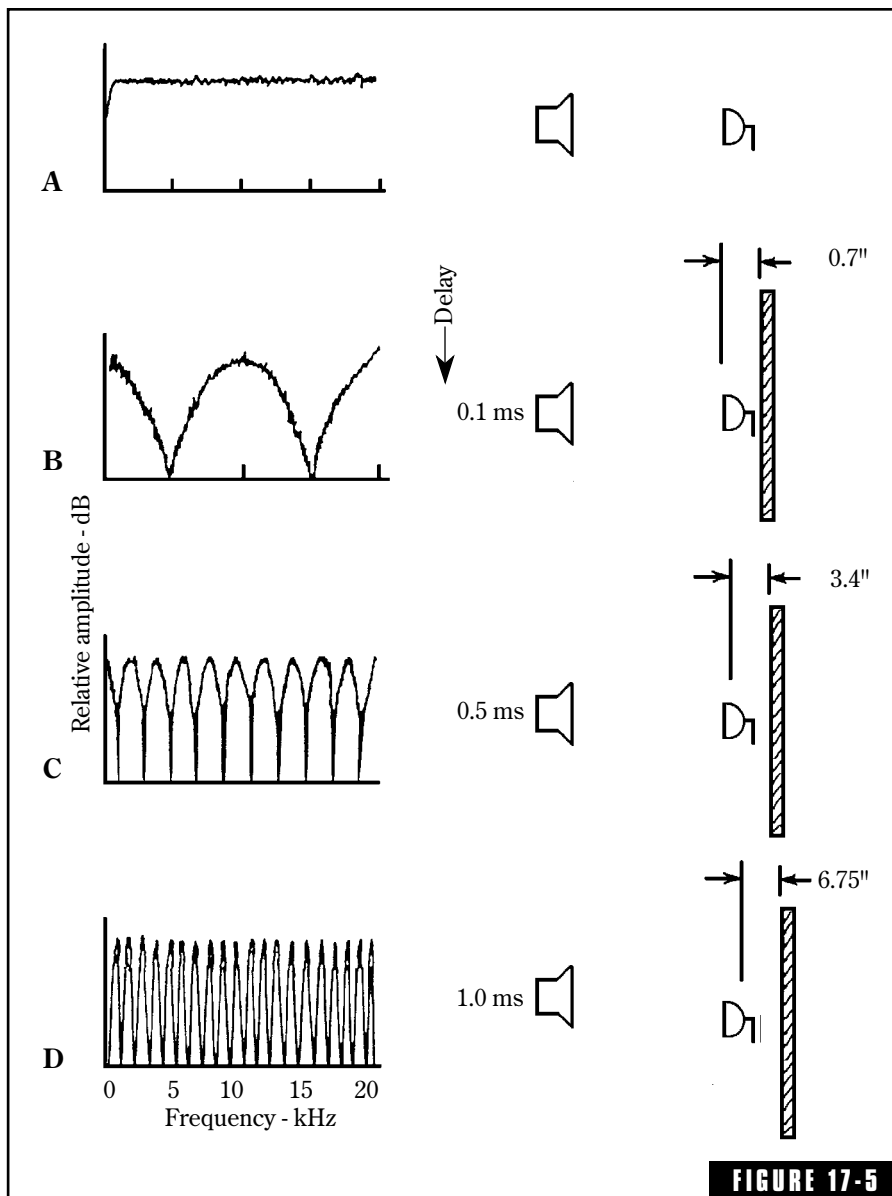 A
0.7"
Delay
0.1 ms
B
Relative amplitude - dB
3.4"
0.5 ms
C
6.75"
1.0 ms
D
0 5 10 15 20
Frequency - kHz
FIGURE 17-5